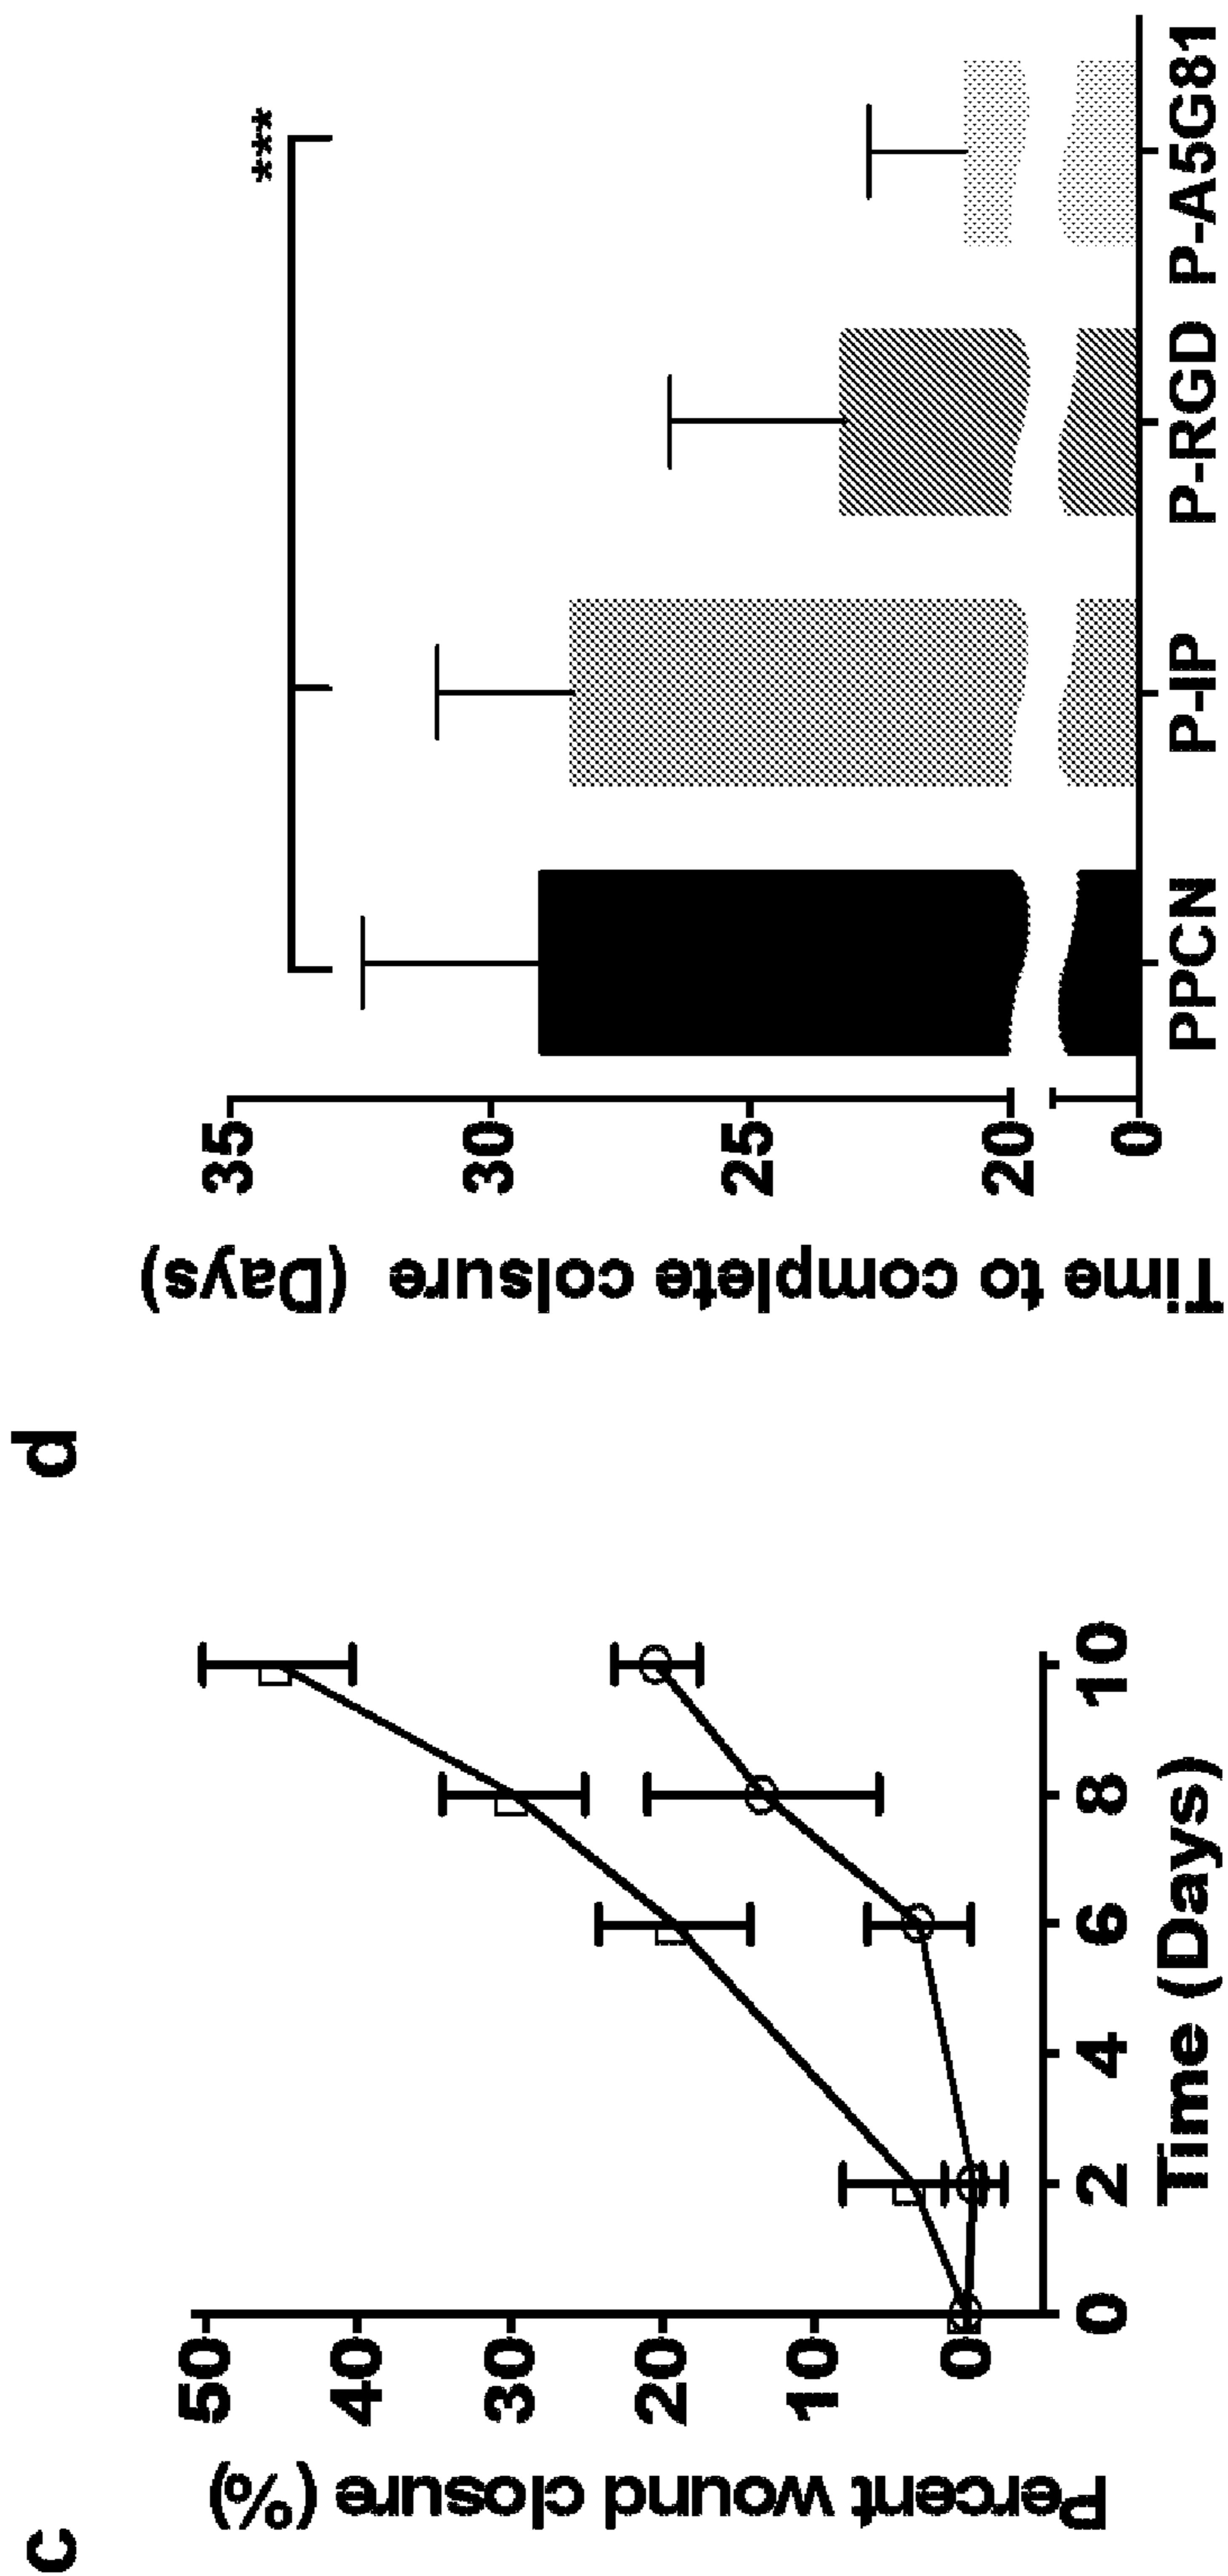 c
Percent wound closure (%)
50
40
30
20
10
0
0 2 4 6 8 10
Time (Days)
d
Time to complete colsure (Days)
35
30
25
20
0
***
PPCN P-IP P-RGD P-A5G81